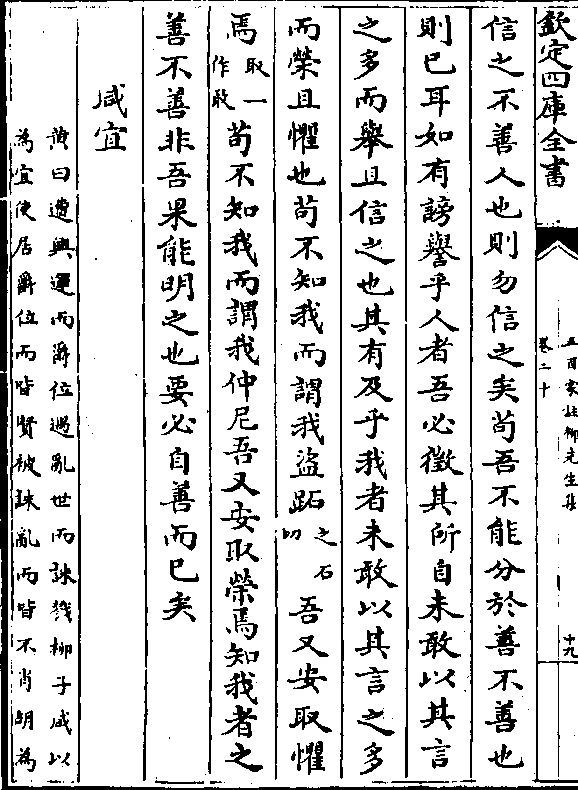 欽定四庫全書
五百家註柳先生集
卷二十
十九
信之不善人也則勿信之矣苟吾不能分於善不善也
則已耳如有謗譽乎人者吾必徵其所自未敢以其言
之多而舉且信之也其有及乎我者未敢以其言之多
而榮且懼也苟不知我而謂我盜跖之石切吾又安取懼
焉取一作敢苟不知我而謂我仲尼吾又安取榮焉知我者之
善不善非吾果能明之也要必自善而已矣
咸宜
黃曰遭興運而爵位遇亂世而誅戮柳子咸以
為宜使居爵位而皆賢被誅亂而皆不肖胡為